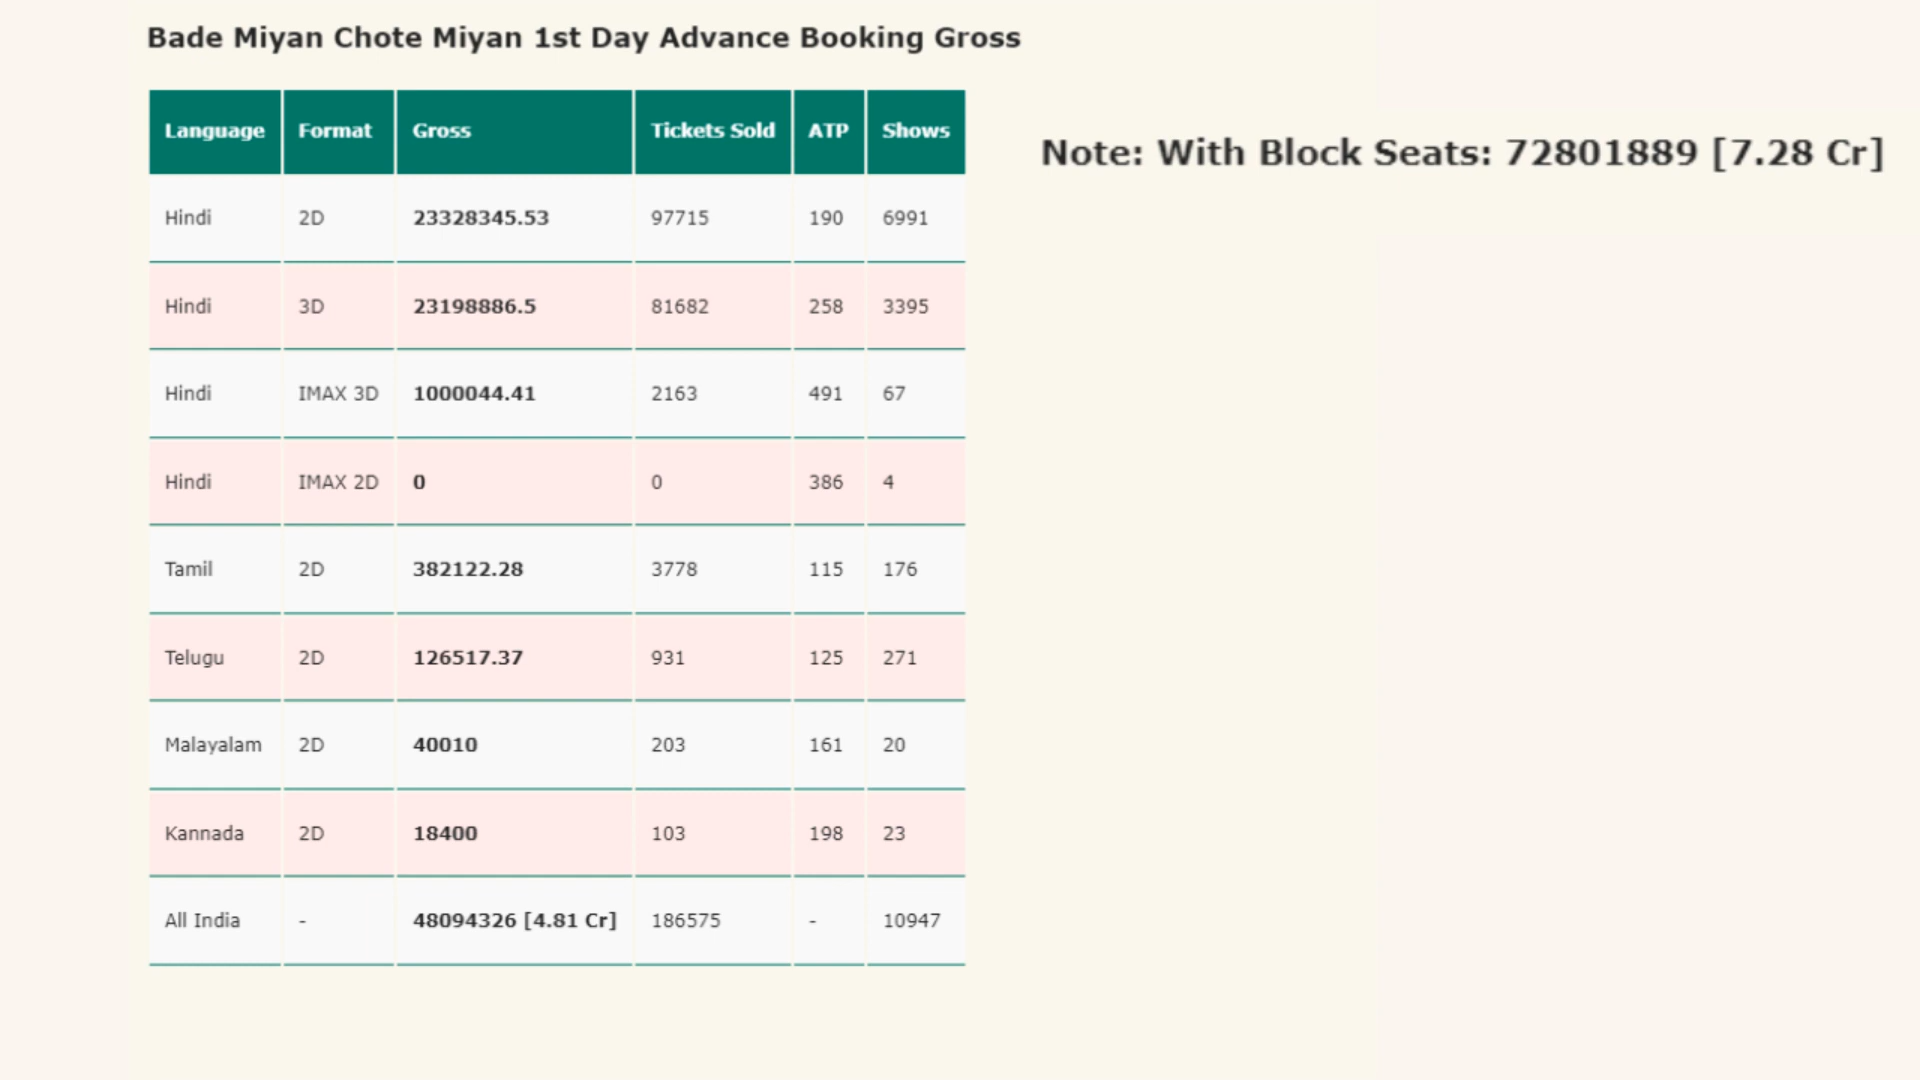 Bade Miyan Chote Miyan 1st Day Advance Booking Gross
Language Format Gross Tickets Sold ATP Shows
Note: With Block Seats: 72801889 [7.28 Cr]
Hindi 2D 23328345.53 97715 190 6991
Hindi 3D 23198886.5 81682 258 3395
Hindi IMAX 3D 1000044.41 2163 491 67
Hindi IMAX 2D 0 0 386 4
Tamil 2D 382122.28 3778 115 176
Telugu 2D 126517.37 931 125 271
Malayalam 2D 40010 203 161 20
Kannada 2D 18400 103 198 23
All India - 48094326 [4.81 Cr] 186575 - 10947